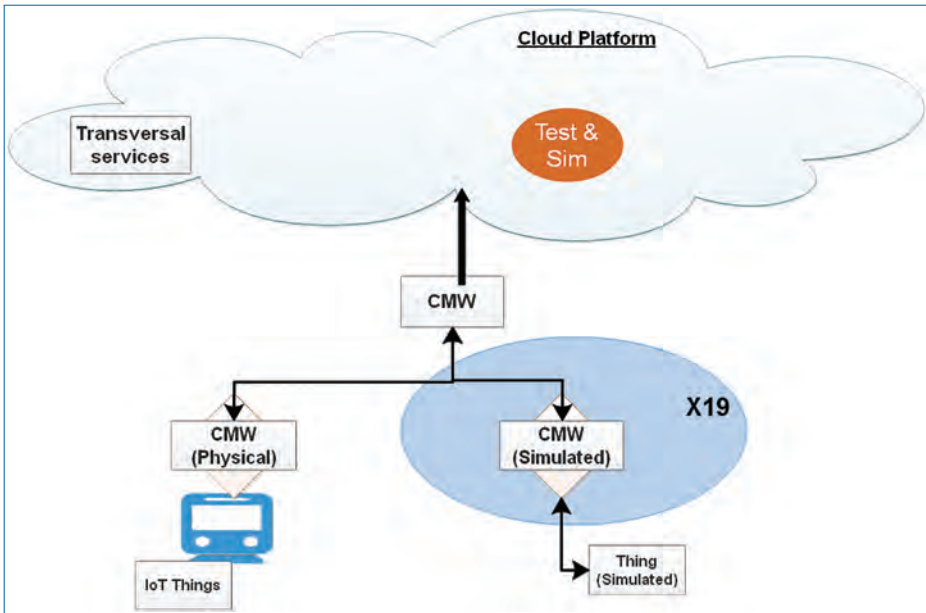 Cloud Platform
Transversal
services
Test &
Sim
CMW
X19
CMW
(Physical)
CMW
(Simulated)
IoT Things
Thing
(Simulated)